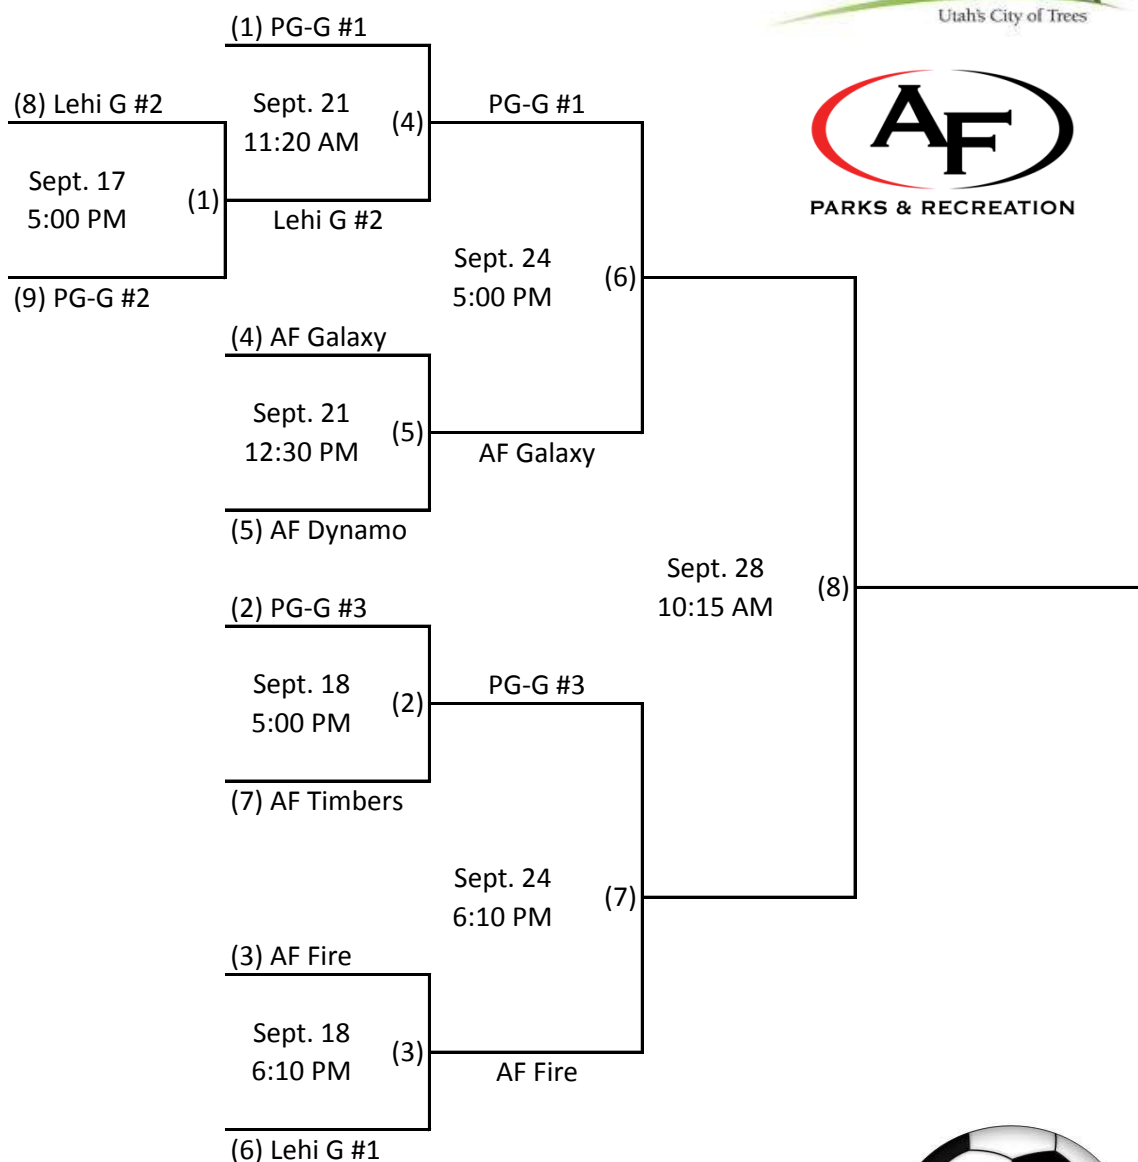 Utah's City of Trees
AF
PARKS & RECREATION
(1) PG-G #1
(8) Lehi G #2
Sept. 21
11:20 AM
(4)
PG-G #1
Sept. 17
5:00 PM
(1)
Lehi G #2
(9) PG-G #2
Sept. 24
5:00 PM
(6)
(4) AF Galaxy
Sept. 21
12:30 PM
(5)
AF Galaxy
(5) AF Dynamo
Sept. 28
10:15 AM
(8)
(2) PG-G #3
Sept. 18
5:00 PM
(2)
PG-G #3
(7) AF Timbers
Sept. 24
6:10 PM
(7)
(3) AF Fire
Sept. 18
6:10 PM
(3)
AF Fire
(6) Lehi G #1